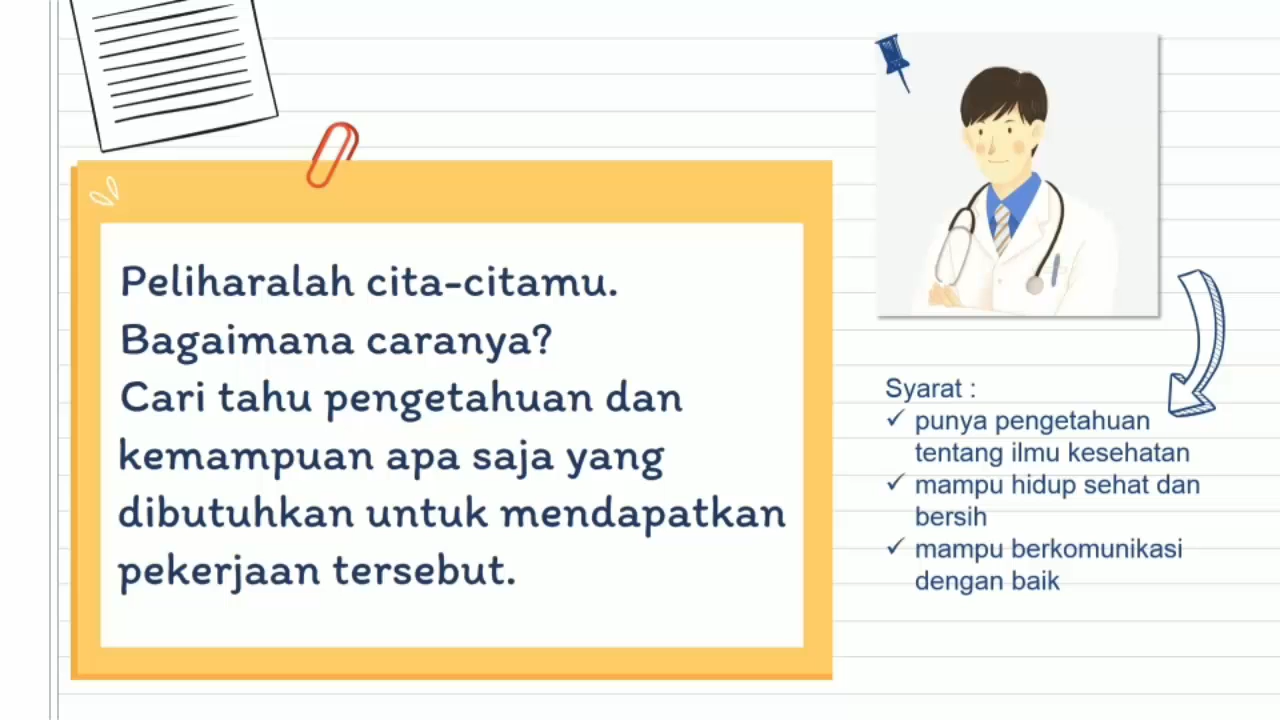 Peliharalah cita-citamu.
Bagaimana caranya?
Cari tahu pengetahuan dan
kemampuan apa saja yang
dibutuhkan untuk mendapatkan
pekerjaan tersebut.
Syarat :
✓ punya pengetahuan
tentang ilmu kesehatan
✓ mampu hidup sehat dan
bersih
✓ mampu berkomunikasi
dengan baik